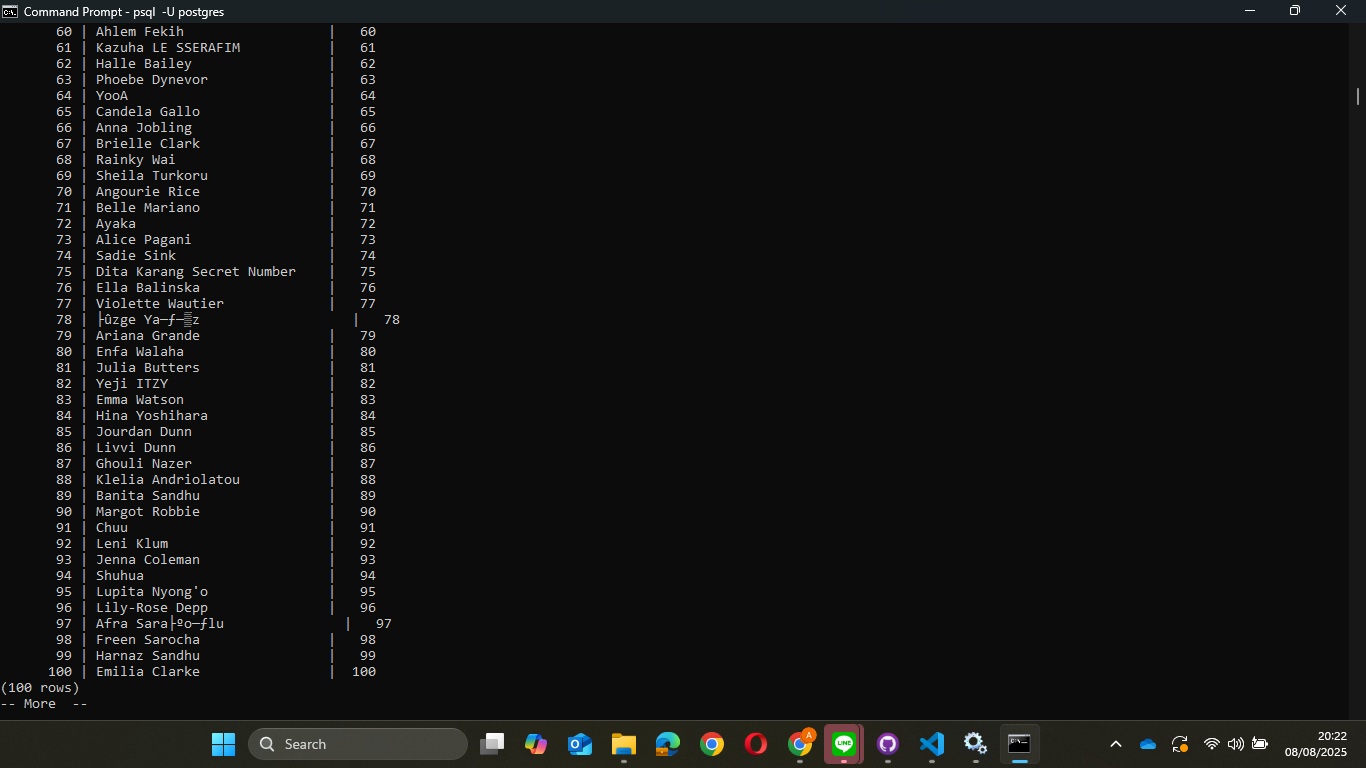 Command Prompt - psql -U postgres
60 | Ahlem Fekih | 60
61 | Kazuha LE SSERAFIM | 61
62 | Halle Bailey | 62
63 | Phoebe Dynevor | 63
64 | YooA | 64
65 | Candela Gallo | 65
66 | Anna Jobling | 66
67 | Brielle Clark | 67
68 | Rainky Wai | 68
69 | Sheila Turkoru | 69
70 | Angourie Rice | 70
71 | Belle Mariano | 71
72 | Ayaka | 72
73 | Alice Pagani | 73
74 | Sadie Sink | 74
75 | Dita Karang Secret Number | 75
76 | Ella Balinska | 76
77 | Violette Wautier | 77
78 | ├ûzge Ya─ƒ─▒z | 78
79 | Ariana Grande | 79
80 | Enfa Walaha | 80
81 | Julia Butters | 81
82 | Yeji ITZY | 82
83 | Emma Watson | 83
84 | Hina Yoshihara | 84
85 | Jourdan Dunn | 85
86 | Livvi Dunn | 86
87 | Ghouli Nazer | 87
88 | Klelia Andriolatou | 88
89 | Banita Sandhu | 89
90 | Margot Robbie | 90
91 | Chuu | 91
92 | Leni Klum | 92
93 | Jenna Coleman | 93
94 | Shuhua | 94
95 | Lupita Nyong'o | 95
96 | Lily-Rose Depp | 96
97 | Afra Sara├ºo─ƒlu | 97
98 | Freen Sarocha | 98
99 | Harnaz Sandhu | 99
100 | Emilia Clarke | 100
(100 rows)
-- More --
Search
A
LINE
20:22
08/08/2025